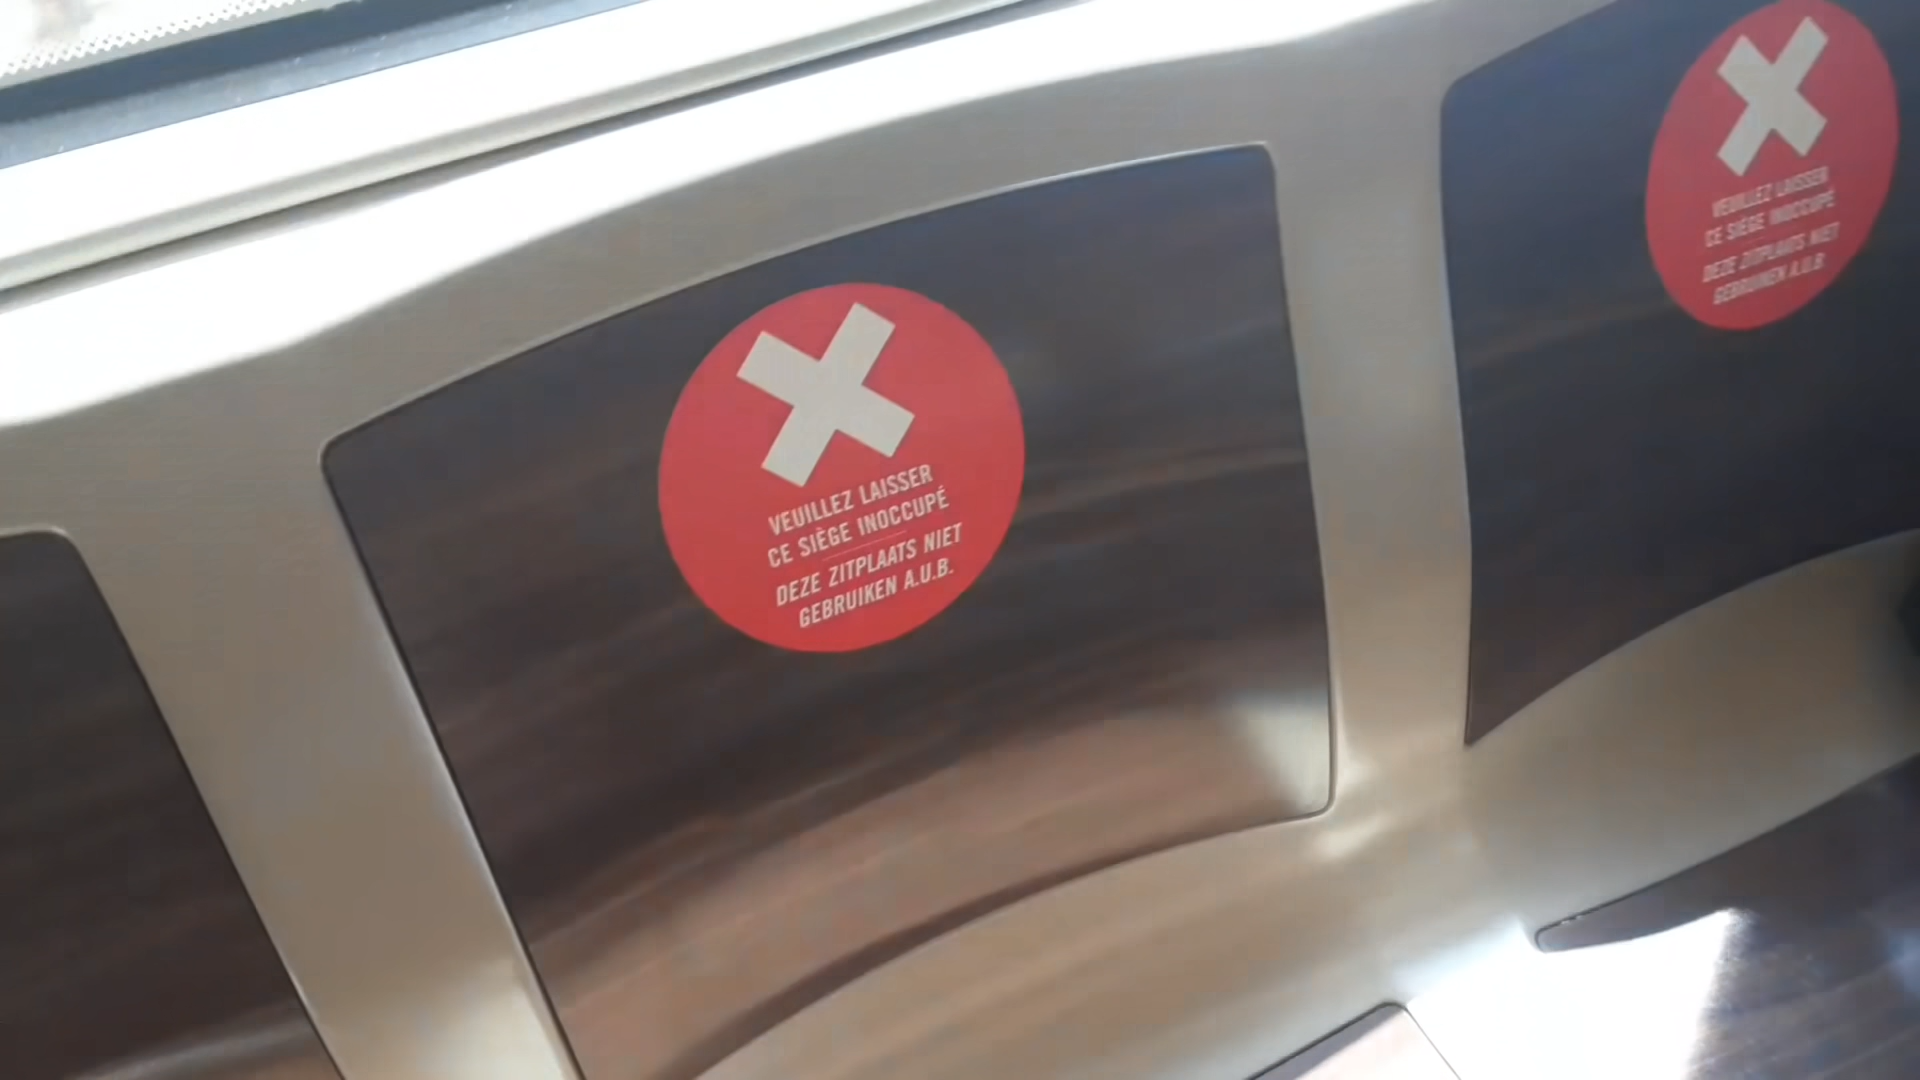 VEUILLEZ LAISSER
CE SIÈGE INOCCUPÉ
DEZE ZITPLAATS NIET
GEBRUIKEN A.U.B.
VEUILLEZ LAISSER
CE SIÈGE INOCCUPÉ
DEZE ZITPLAATS NIET
GEBRUIKEN A.U.B.